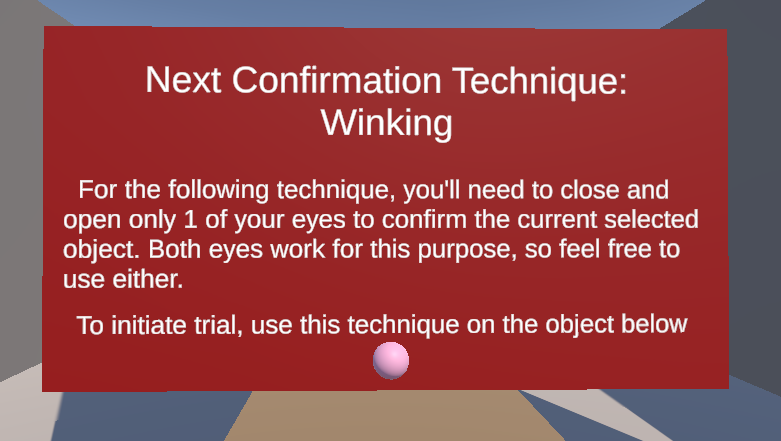 Next Confirmation Technique:
Winking
For the following technique, you'll need to close and
open only 1 of your eyes to confirm the current selected
object. Both eyes work for this purpose, so feel free to
use either.
To initiate trial, use this technique on the object below